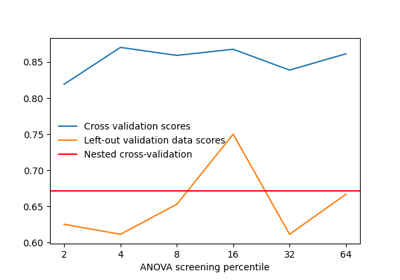 0.85
0.80
0.75
0.70
0.65
0.60
Cross validation scores
Left-out validation data scores
Nested cross-validation
2 4 8 16 32 64
ANOVA screening percentile